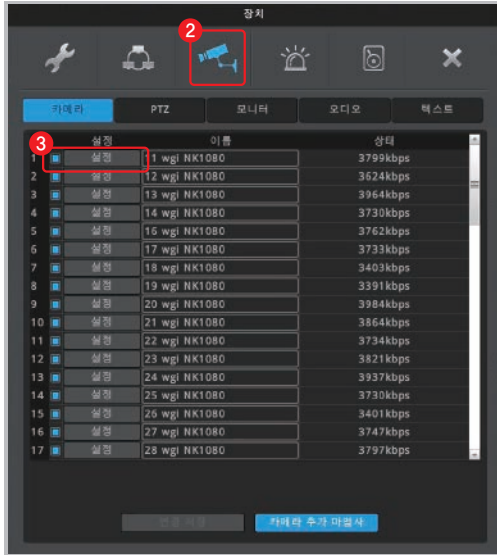 장치
2
카메라 PTZ 모니터 오디오 텍스트
3
설정 이름 상태
1 설정 11 wgi NK1080 3799kbps
2 설정 12 wgi NK1080 3624kbps
3 설정 13 wgi NK1080 3964kbps
4 설정 14 wgi NK1080 3730kbps
5 설정 16 wgi NK1080 3762kbps
6 설정 17 wgi NK1080 3733kbps
7 설정 18 wgi NK1080 3403kbps
8 설정 19 wgi NK1080 3391kbps
9 설정 20 wgi NK1080 3984kbps
10 설정 21 wgi NK1080 3864kbps
11 설정 22 wgi NK1080 3734kbps
12 설정 23 wgi NK1080 3821kbps
13 설정 24 wgi NK1080 3937kbps
14 설정 25 wgi NK1080 3730kbps
15 설정 26 wgi NK1080 3401kbps
16 설정 27 wgi NK1080 3747kbps
17 설정 28 wgi NK1080 3797kbps
카메라 추가 마법사